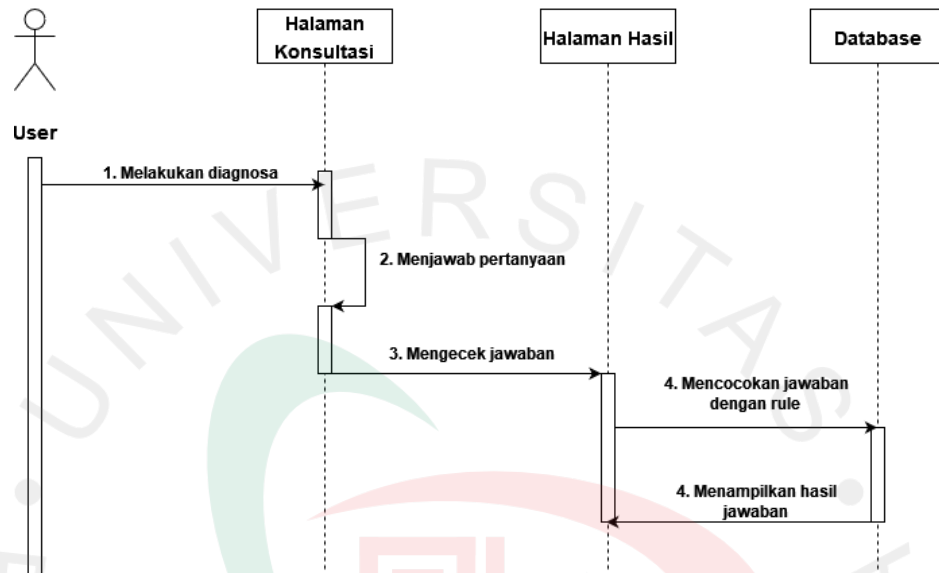 Halaman
Konsultasi
Halaman Hasil
Database
User
1. Melakukan diagnosa
2. Menjawab pertanyaan
3. Mengecek jawaban
4. Mencocokan jawaban
dengan rule
4. Menampilkan hasil
jawaban
UNIVERSITAS